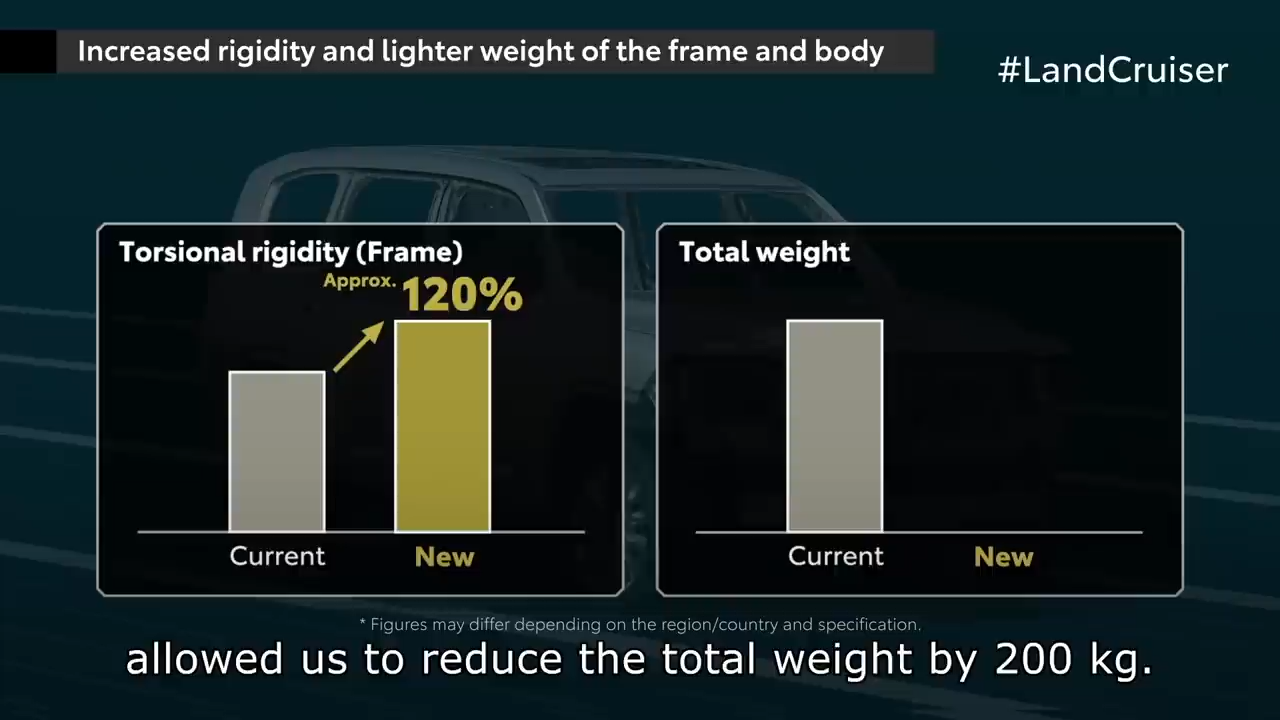 Increased rigidity and lighter weight of the frame and body
#LandCruiser
Torsional rigidity (Frame)
Approx. 120%
Current
New
Total weight
Current
New
* Figures may differ depending on the region/country and specification.
allowed us to reduce the total weight by 200 kg.